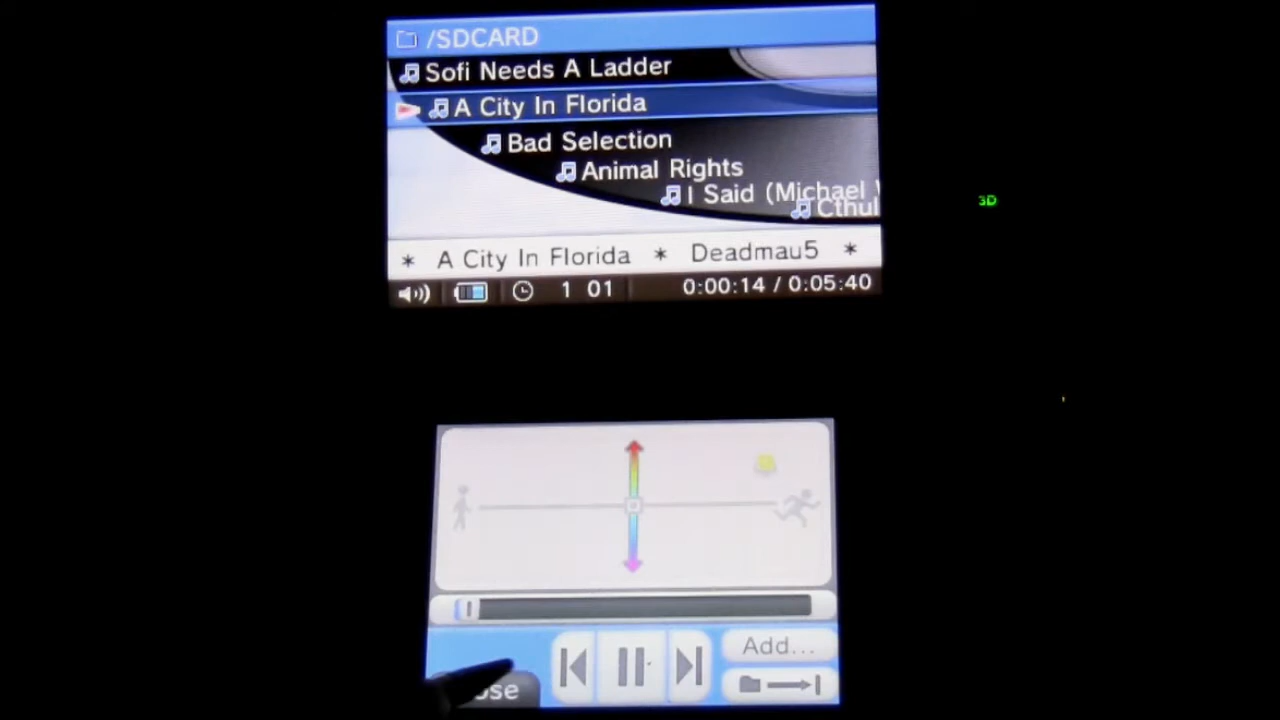 /SDCARD
Sofi Needs A Ladder
A City In Florida
Bad Selection
Animal Rights
I Said (Michael
Cthul
* A City In Florida * Deadmau5 *
1 01 0:00:14 / 0:05:40
3D
Add...